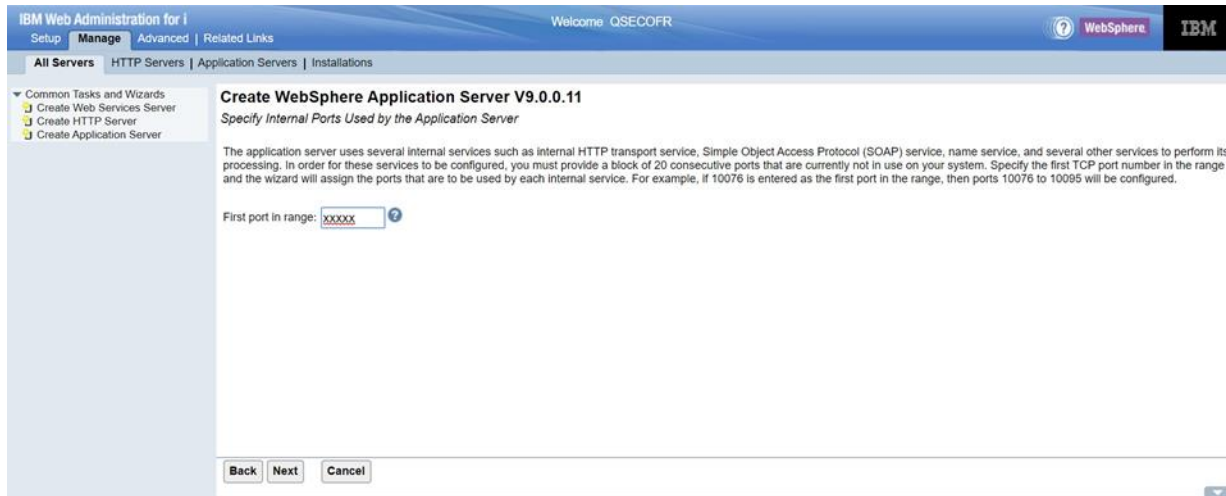 IBM Web Administration for i
Welcome QSECOFR
? WebSphere. IBM
Setup Manage Advanced | Related Links
All Servers HTTP Servers | Application Servers | Installations
Common Tasks and Wizards
Create Web Services Server
Create HTTP Server
Create Application Server
Create WebSphere Application Server V9.0.0.11
Specify Internal Ports Used by the Application Server
The application server uses several internal services such as internal HTTP transport service, Simple Object Access Protocol (SOAP) service, name service, and several other services to perform its
processing. In order for these services to be configured, you must provide a block of 20 consecutive ports that are currently not in use on your system. Specify the first TCP port number in the range
and the wizard will assign the ports that are to be used by each internal service. For example, if 10076 is entered as the first port in the range, then ports 10076 to 10095 will be configured.
First port in range: xxxxx ?
Back Next Cancel